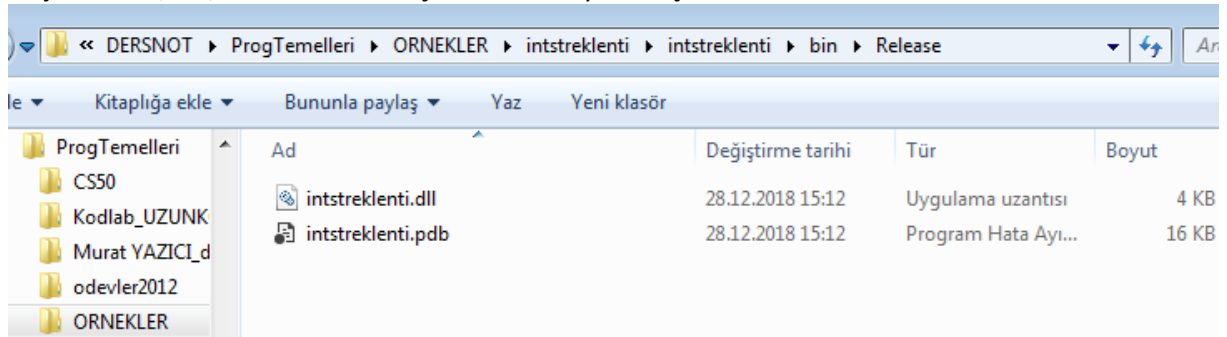 « DERSNOT ▸ ProgTemelleri ▸ ORNEKLER ▸ intstreklenti ▸ intstreklenti ▸ bin ▸ Release
Kitaplığa ekle Bununla paylaş Yaz Yeni klasör
ProgTemelleri Ad Değiştirme tarihi Tür Boyut
CS50
intstreklenti.dll 28.12.2018 15:12 Uygulama uzantısı 4 KB
Kodlab_UZUNK
intstreklenti.pdb 28.12.2018 15:12 Program Hata Ayı... 16 KB
Murat YAZICI_d
odevler2012
ORNEKLER